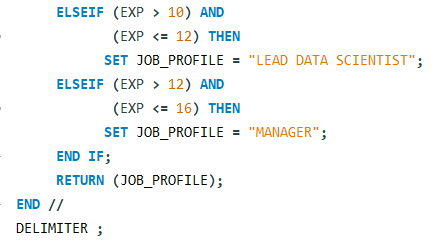 ELSEIF (EXP > 10) AND
(EXP <= 12) THEN
SET JOB_PROFILE = "LEAD DATA SCIENTIST";
ELSEIF (EXP > 12) AND
(EXP <= 16) THEN
SET JOB_PROFILE = "MANAGER";
END IF;
RETURN (JOB_PROFILE);
END //
DELIMITER ;